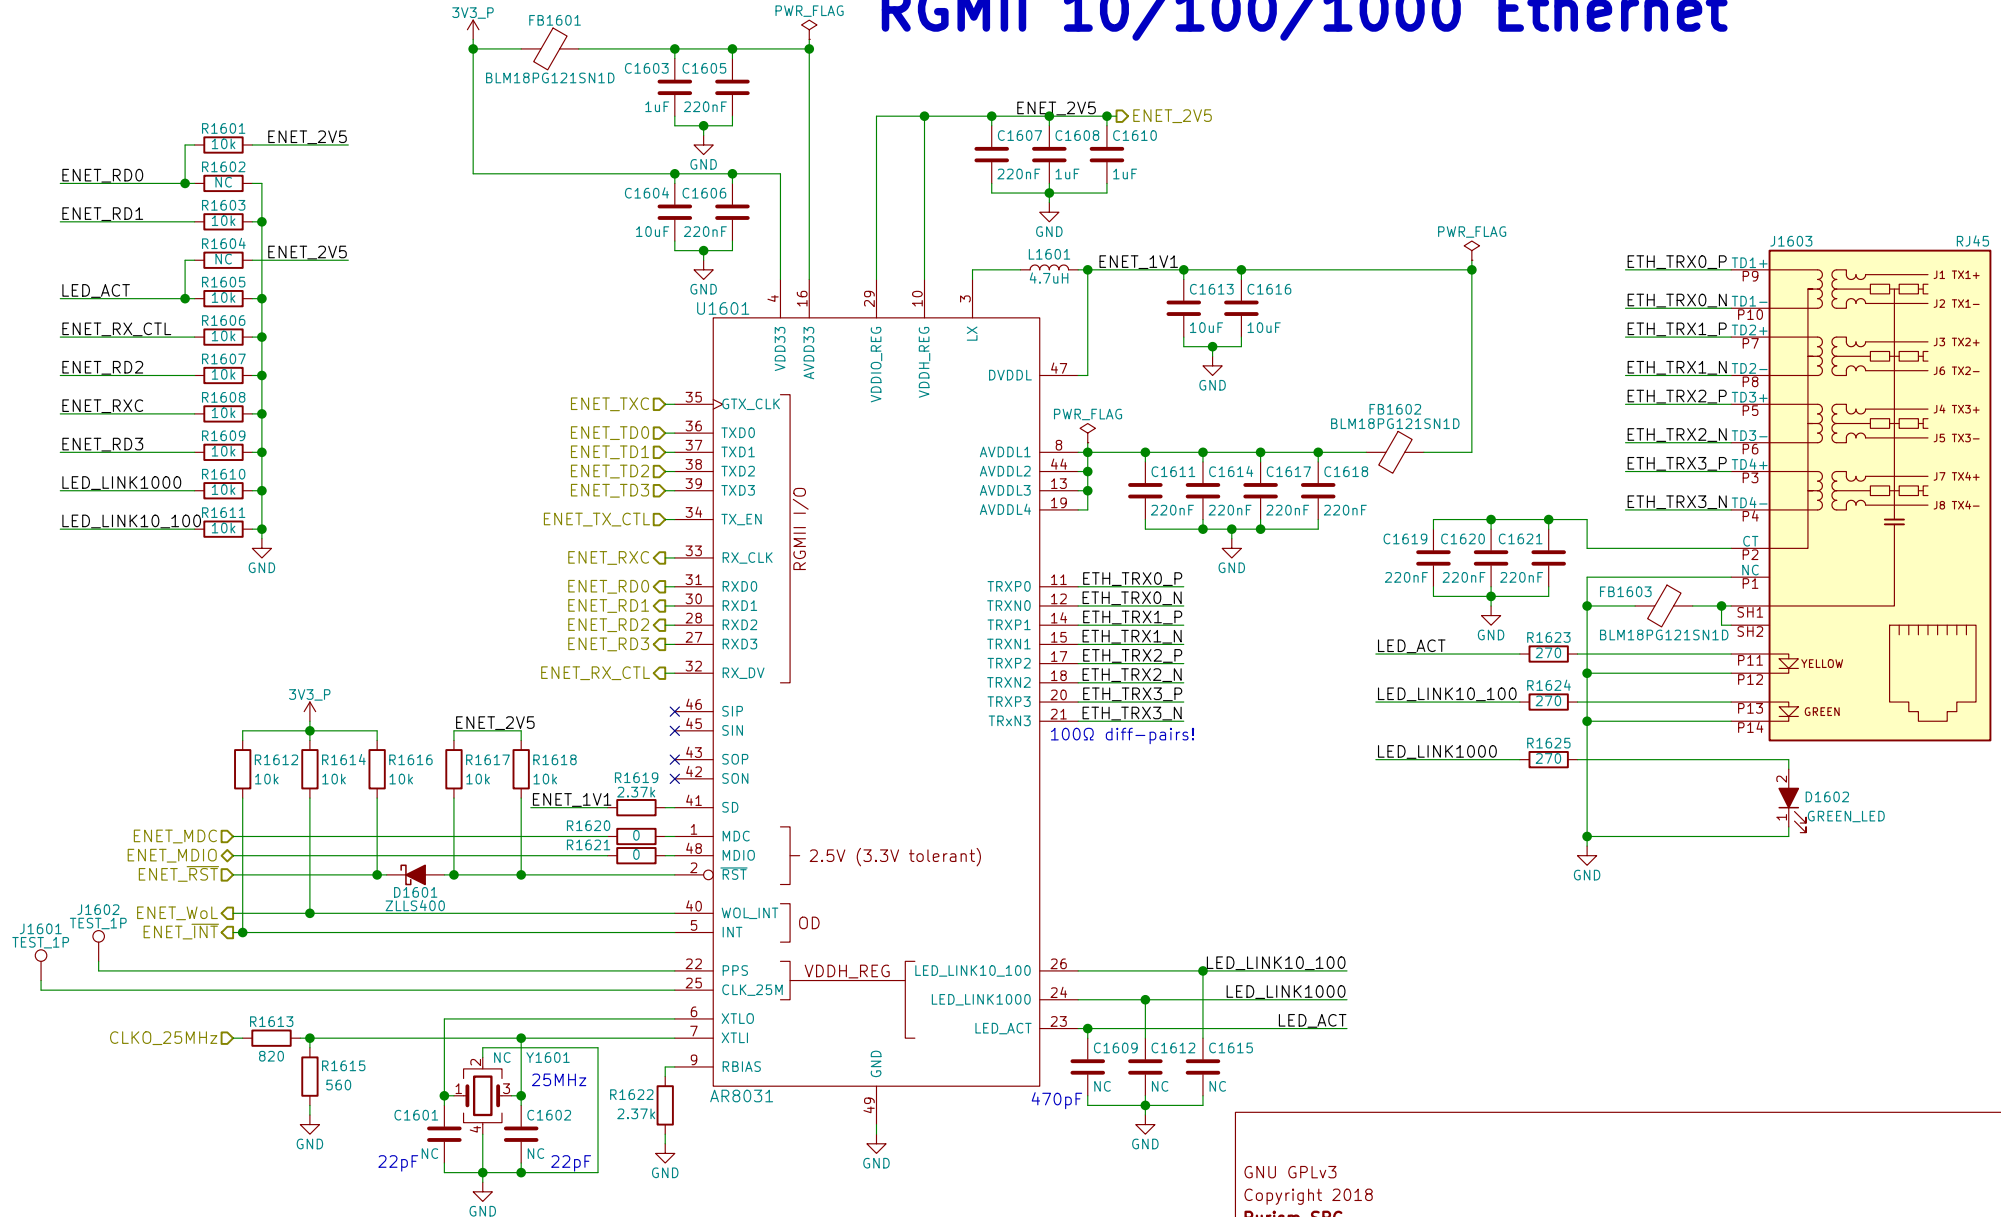 RGMII 10/100/1000 Ethernet
3V3_P
FB1601
BLM18PG121SN1D
PWR_FLAG
C1603
1uF
C1605
220nF
GND
C1604
10uF
C1606
220nF
GND
R1601
10k
ENET_2V5
ENET_RD0
R1602
NC
ENET_RD1
R1603
10k
R1604
NC
ENET_2V5
LED_ACT
R1605
10k
ENET_RX_CTL
R1606
10k
ENET_RD2
R1607
10k
ENET_RXC
R1608
10k
ENET_RD3
R1609
10k
LED_LINK1000
R1610
10k
LED_LINK10_100
R1611
10k
GND
ENET_2V5
ENET_2V5
C1607
220nF
C1608
1uF
C1610
1uF
GND
L1601
4.7uH
ENET_1V1
C1613
10uF
C1616
10uF
GND
PWR_FLAG
U1601
4
VDD33
16
AVDD33
29
VDDIO_REG
10
VDDH_REG
3
LX
DVDDL
47
PWR_FLAG
FB1602
BLM18PG121SN1D
AVDDL1
8
AVDDL2
44
AVDDL3
13
AVDDL4
19
C1611
220nF
C1614
220nF
C1617
220nF
C1618
220nF
GND
ENET_TXC
35
GTX_CLK
ENET_TD0
36
TXD0
ENET_TD1
37
TXD1
ENET_TD2
38
TXD2
ENET_TD3
39
TXD3
ENET_TX_CTL
34
TX_EN
ENET_RXC
33
RX_CLK
ENET_RD0
31
RXD0
ENET_RD1
30
RXD1
ENET_RD2
28
RXD2
ENET_RD3
27
RXD3
ENET_RX_CTL
32
RX_DV
RGMII I/O
TRXP0
11
ETH_TRX0_P
TRXN0
12
ETH_TRX0_N
TRXP1
14
ETH_TRX1_P
TRXN1
15
ETH_TRX1_N
TRXP2
17
ETH_TRX2_P
TRXN2
18
ETH_TRX2_N
TRXP3
20
ETH_TRX3_P
TRxN3
21
ETH_TRX3_N
100Ω diff-pairs!
46
SIP
45
SIN
43
SOP
42
SON
3V3_P
R1612
10k
R1614
10k
R1616
10k
ENET_2V5
R1617
10k
R1618
10k
ENET_1V1
R1619
2.37k
41
SD
ENET_MDC
R1620
0
1
MDC
ENET_MDIO
R1621
0
48
MDIO
ENET_RST
D1601
ZLLS400
2
RST
2.5V (3.3V tolerant)
ENET_WoL
40
WOL_INT
ENET_INT
5
INT
OD
J1601
TEST_1P
J1602
TEST_1P
22
PPS
25
CLK_25M
VDDH_REG
6
XTLO
7
XTLI
9
RBIAS
CLKO_25MHz
R1613
820
R1615
560
GND
NC
Y1601
25MHz
1
2
3
4
C1601
NC
22pF
C1602
NC
22pF
GND
R1622
2.37k
GND
AR8031
GND
49
GND
LED_LINK10_100
26
LED_LINK10_100
LED_LINK1000
24
LED_LINK1000
LED_ACT
23
LED_ACT
C1609
NC
C1612
NC
C1615
NC
470pF
GND
J1603
RJ45
ETH_TRX0_P
TD1+
P9
ETH_TRX0_N
TD1-
P10
ETH_TRX1_P
TD2+
P7
ETH_TRX1_N
TD2-
P8
ETH_TRX2_P
TD3+
P5
ETH_TRX2_N
TD3-
P6
ETH_TRX3_P
TD4+
P3
ETH_TRX3_N
TD4-
P4
CT
P2
NC
P1
SH1
SH2
P11
P12
P13
P14
J1 TX1+
J2 TX1-
J3 TX2+
J6 TX2-
J4 TX3+
J5 TX3-
J7 TX4+
J8 TX4-
YELLOW
GREEN
C1619
220nF
C1620
220nF
C1621
220nF
GND
FB1603
BLM18PG121SN1D
LED_ACT
R1623
270
LED_LINK10_100
R1624
270
LED_LINK1000
R1625
270
2
1
D1602
GREEN_LED
GND
GNU GPLv3
Copyright 2018
Purism SPC